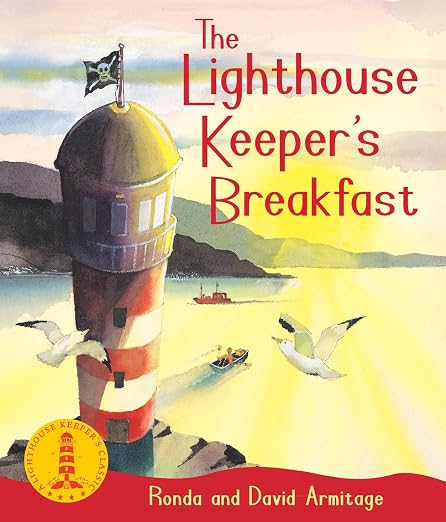 The
Lighthouse
Keeper's
Breakfast
A LIGHTHOUSE KEEPER'S CLASSIC
Ronda and David Armitage